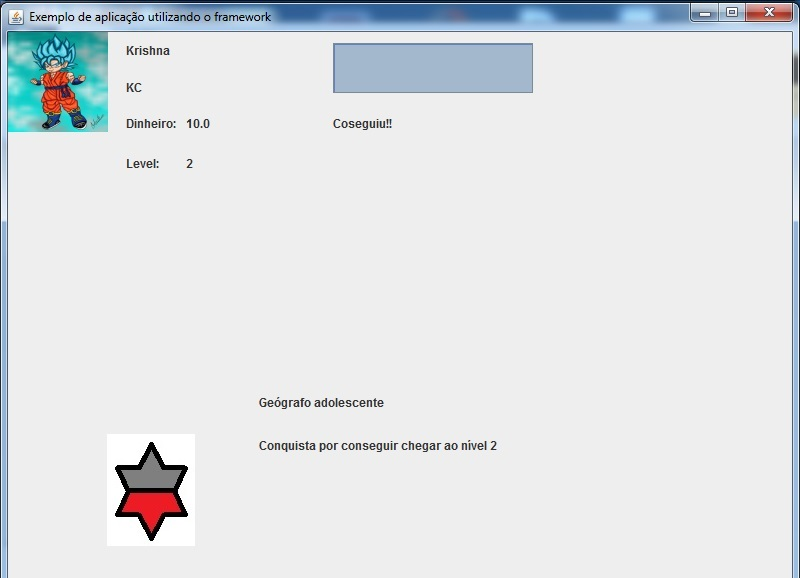 Exemplo de aplicação utilizando o framework
Krishna
KC
Dinheiro: 10.0
Coseguiu!!
Level: 2
Geógrafo adolescente
Conquista por conseguir chegar ao nível 2